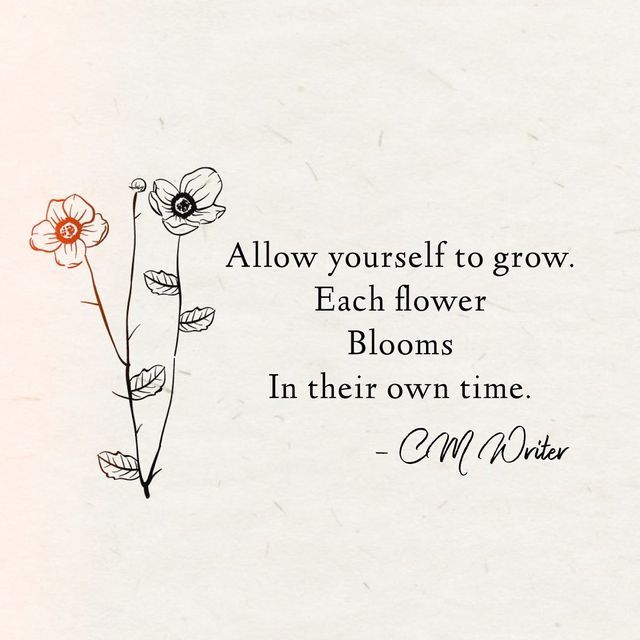 Allow yourself to grow.
Each flower
Blooms
In their own time.
- CM Writer